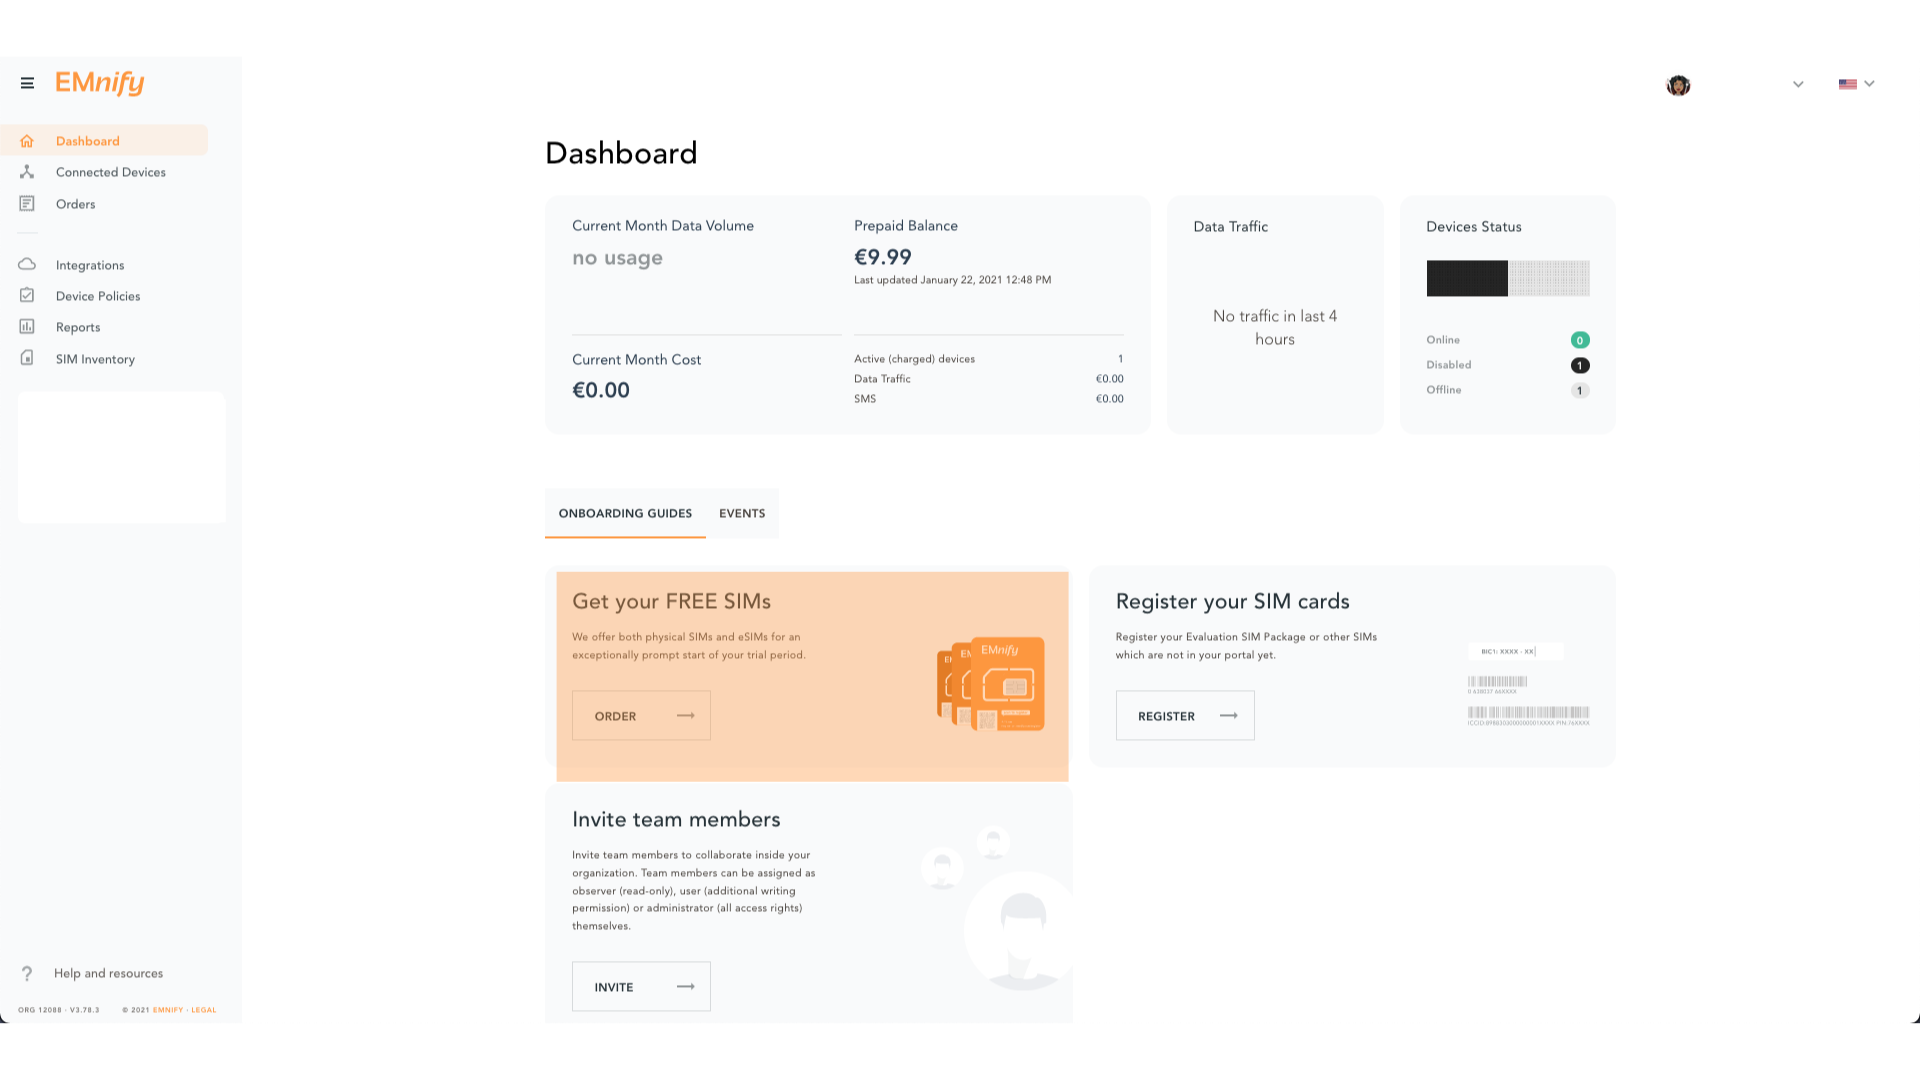 EMnify
Dashboard
Connected Devices
Orders
Integrations
Device Policies
Reports
SIM Inventory
Help and resources
ORG 12088 · V3.78.3 © 2021 EMNIFY - LEGAL
Dashboard
Current Month Data Volume
no usage
Prepaid Balance
€9.99
Last updated January 22, 2021 12:48 PM
Current Month Cost
€0.00
Active (charged) devices 1
Data Traffic €0.00
SMS €0.00
Data Traffic
No traffic in last 4
hours
Devices Status
Online 0
Disabled 1
Offline 1
ONBOARDING GUIDES EVENTS
Get your FREE SIMs
We offer both physical SIMs and eSIMs for an
exceptionally prompt start of your trial period.
ORDER
EMnify
Register your SIM cards
Register your Evaluation SIM Package or other SIMs
which are not in your portal yet.
REGISTER
BIC1: XXXX - XX
Invite team members
Invite team members to collaborate inside your
organization. Team members can be assigned as
observer (read-only), user (additional writing
permission) or administrator (all access rights)
themselves.
INVITE